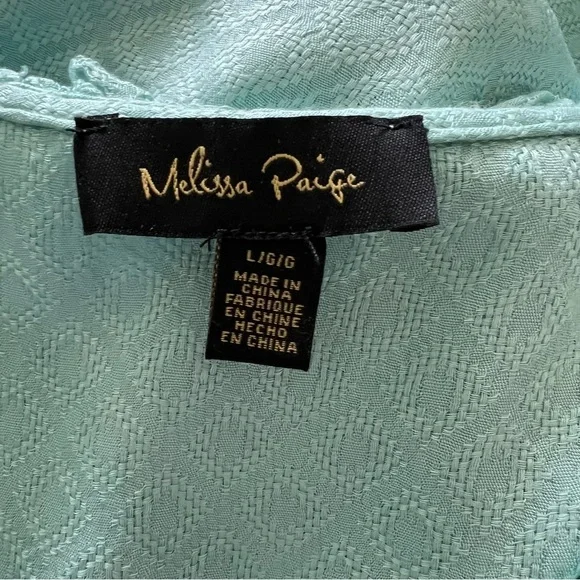 Melissa Paige
L/G/G
MADE IN
CHINA
FABRIQUE
EN CHINE
HECHO
EN CHINA